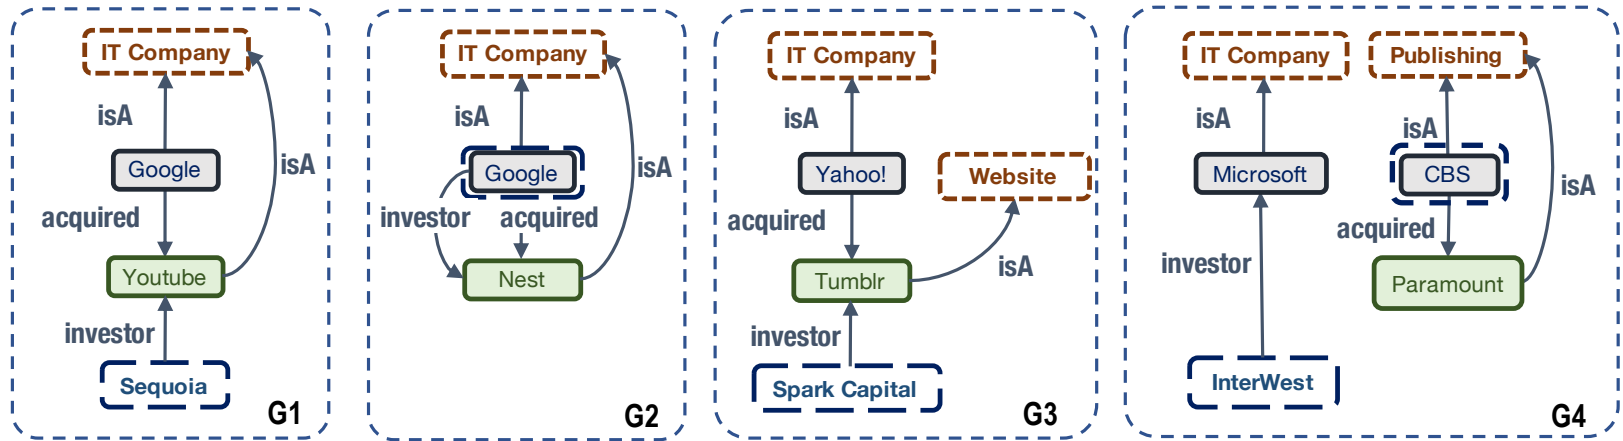 IT Company
isA
Google
isA
acquired
Youtube
investor
Sequoia
G1
IT Company
isA
Google
isA
investor
acquired
Nest
G2
IT Company
isA
Yahoo!
Website
acquired
isA
Tumblr
investor
Spark Capital
G3
IT Company
Publishing
isA
isA
Microsoft
CBS
isA
acquired
investor
Paramount
InterWest
G4